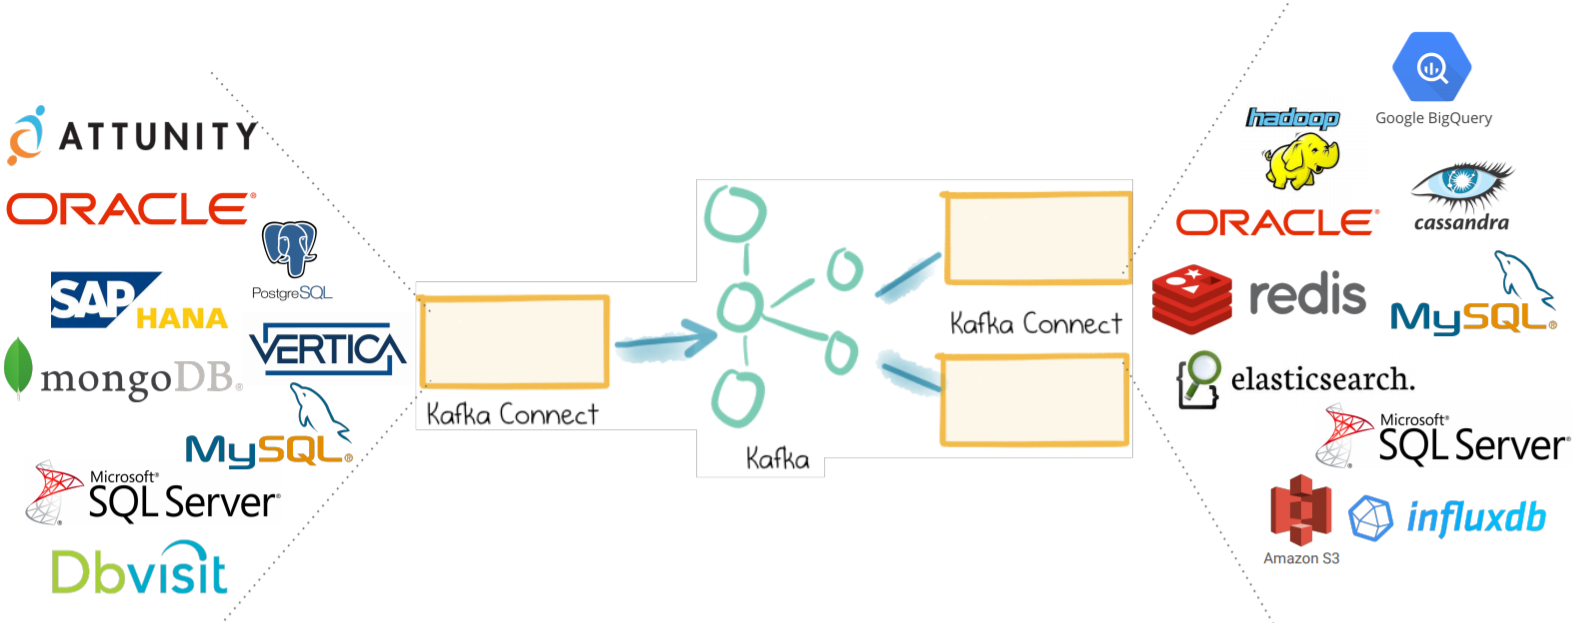 ATTUNITY
ORACLE®
PostgreSQL
SAP
HANA
VERTICA
mongoDB®
MySQL®
Microsoft®
SQL Server®
Dbvisit
Kafka Connect
Kafka
Kafka Connect
Google BigQuery
hadoop
cassandra
ORACLE®
redis
MySQL®
elasticsearch.
Microsoft®
SQL Server®
Amazon S3
influxdb